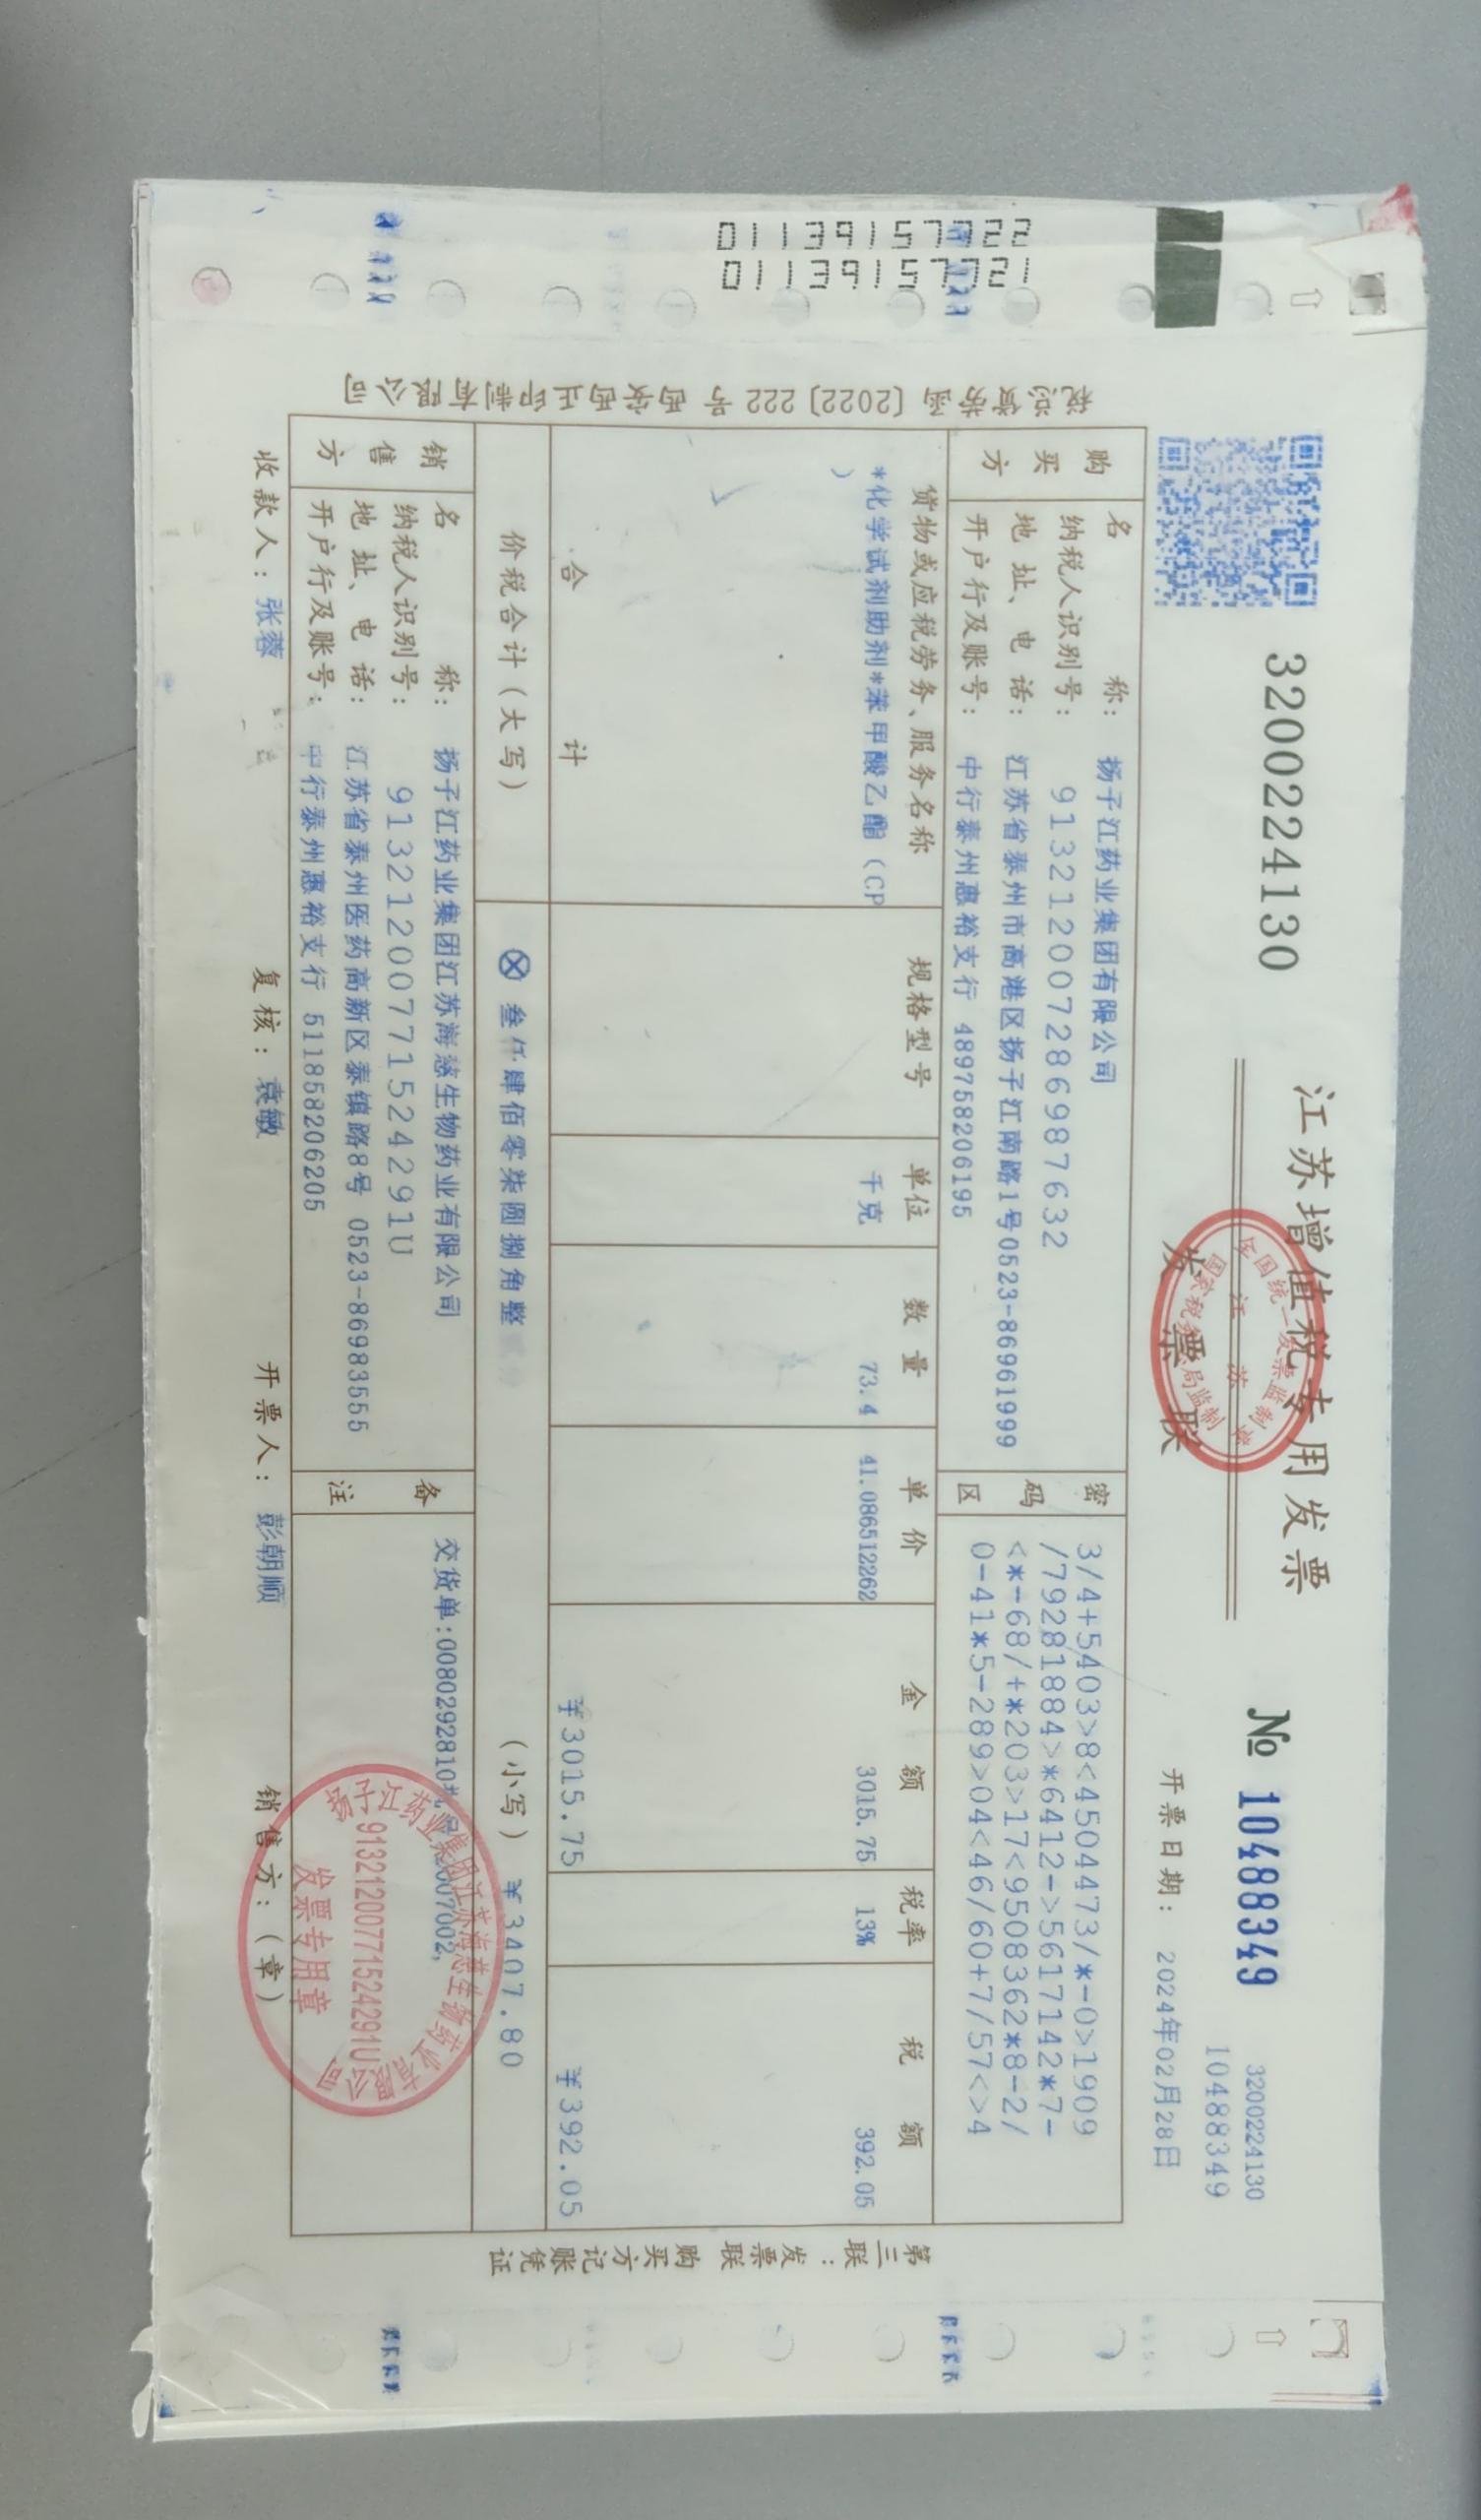 3200224130
江苏增值税专用发票
发票联
全国统一发票监制章
江苏
国家税务总局监制
№ 10488349
3200224130
10488349
开票日期： 2024年02月28日
购买方
名 称： 扬子江药业集团有限公司
纳税人识别号： 913212007286987632
地址、电话： 江苏省泰州市高港区扬子江南路1号0523-86961999
开户行及账号： 中行泰州惠裕支行 489758206195
密码区
3/4+5403>8<45044473/*-0>1909
/79281884>*6412->5617142*7-
<*-68/+*203>17<9508362*8-2/
0-41*5-289>04<46/60+7/57<>4
货物或应税劳务、服务名称 规格型号 单位 数量 单价 金额 税率 税额
*化学试剂助剂*苯甲酸乙酯（CP 千克 73.4 41.086512262 3015.75 13% 392.05
）
合 计 ￥3015.75 ￥392.05
价税合计（大写） ⊗ 叁仟肆佰零柒圆捌角整 （小写） ￥3407.80
销售方
名 称： 扬子江药业集团江苏海慈生物药业有限公司
纳税人识别号： 91321200771524291U
地址、电话： 江苏省泰州医药高新区泰镇路8号 0523-86983555
开户行及账号： 中行泰州惠裕支行 511858206205
备注
交货单:0080292810
收款人： 张蓉 复核： 袁敏 开票人： 彭朝顺 销售方：（章）
扬子江药业集团江苏海慈生物药业有限公司
91321200771524291U
发票专用章
第三联：发票联 购买方记账凭证
〔2022〕222号西安西正印制有限公司